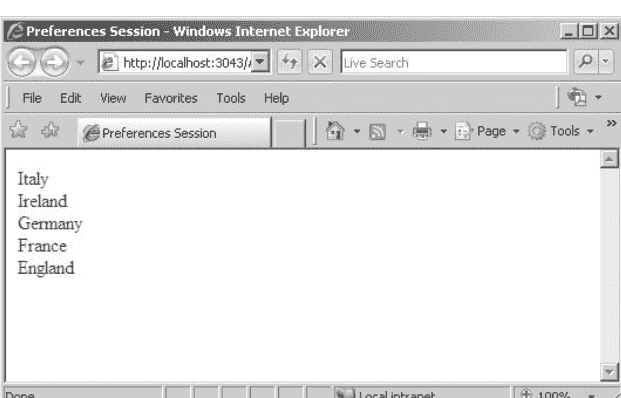 Preferences Session - Windows Internet Explorer
http://localhost:3043/ Live Search
File Edit View Favorites Tools Help
Preferences Session Page Tools »
Italy
Ireland
Germany
France
England
Done Local intranet 100%